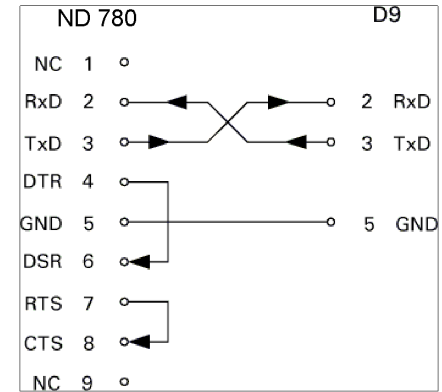 ND 780 D9
NC 1
RxD 2 2 RxD
TxD 3 3 TxD
DTR 4
GND 5 5 GND
DSR 6
RTS 7
CTS 8
NC 9